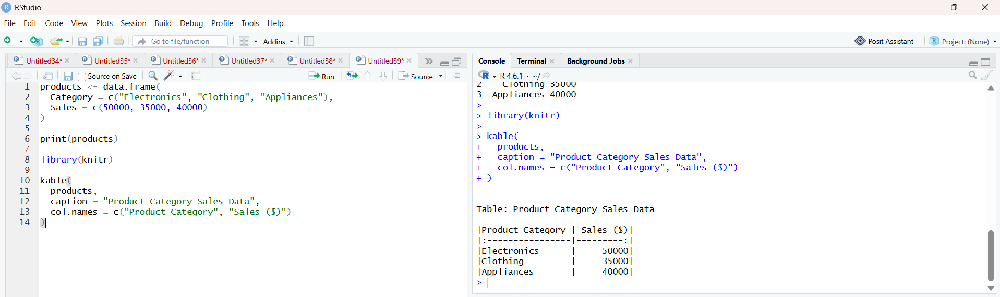 RStudio
File Edit Code View Plots Session Build Debug Profile Tools Help
Go to file/function Addins Posit Assistant Project: (None)
Untitled34* Untitled35* Untitled36* Untitled37* Untitled38* Untitled39*
Source on Save Run Source
1 products <- data.frame(
2 Category = c("Electronics", "Clothing", "Appliances"),
3 Sales = c(50000, 35000, 40000)
4 )
5
6 print(products)
7
8 library(knitr)
9
10 kable(
11 products,
12 caption = "Product Category Sales Data",
13 col.names = c("Product Category", "Sales ($)")
14 )
Console Terminal Background Jobs
R 4.6.1 · ~/
2 Clothing 35000
3 Appliances 40000
>
> library(knitr)
>
> kable(
+ products,
+ caption = "Product Category Sales Data",
+ col.names = c("Product Category", "Sales ($)")
+ )
Table: Product Category Sales Data
|Product Category | Sales ($)|
|:----------------|---------:|
|Electronics | 50000|
|Clothing | 35000|
|Appliances | 40000|
>